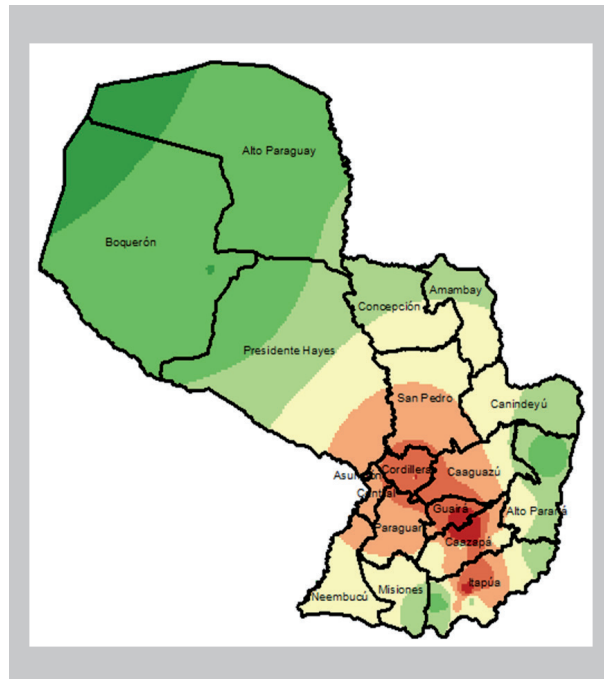 Alto Paraguay
Boquerón
Amambay
Concepción
Presidente Hayes
San Pedro
Canindeyú
Cordillera
Caaguazú
Asunción
Central
Guairá
Alto Paraná
Paraguarí
Caazapá
Itapúa
Misiones
Ñeembucú